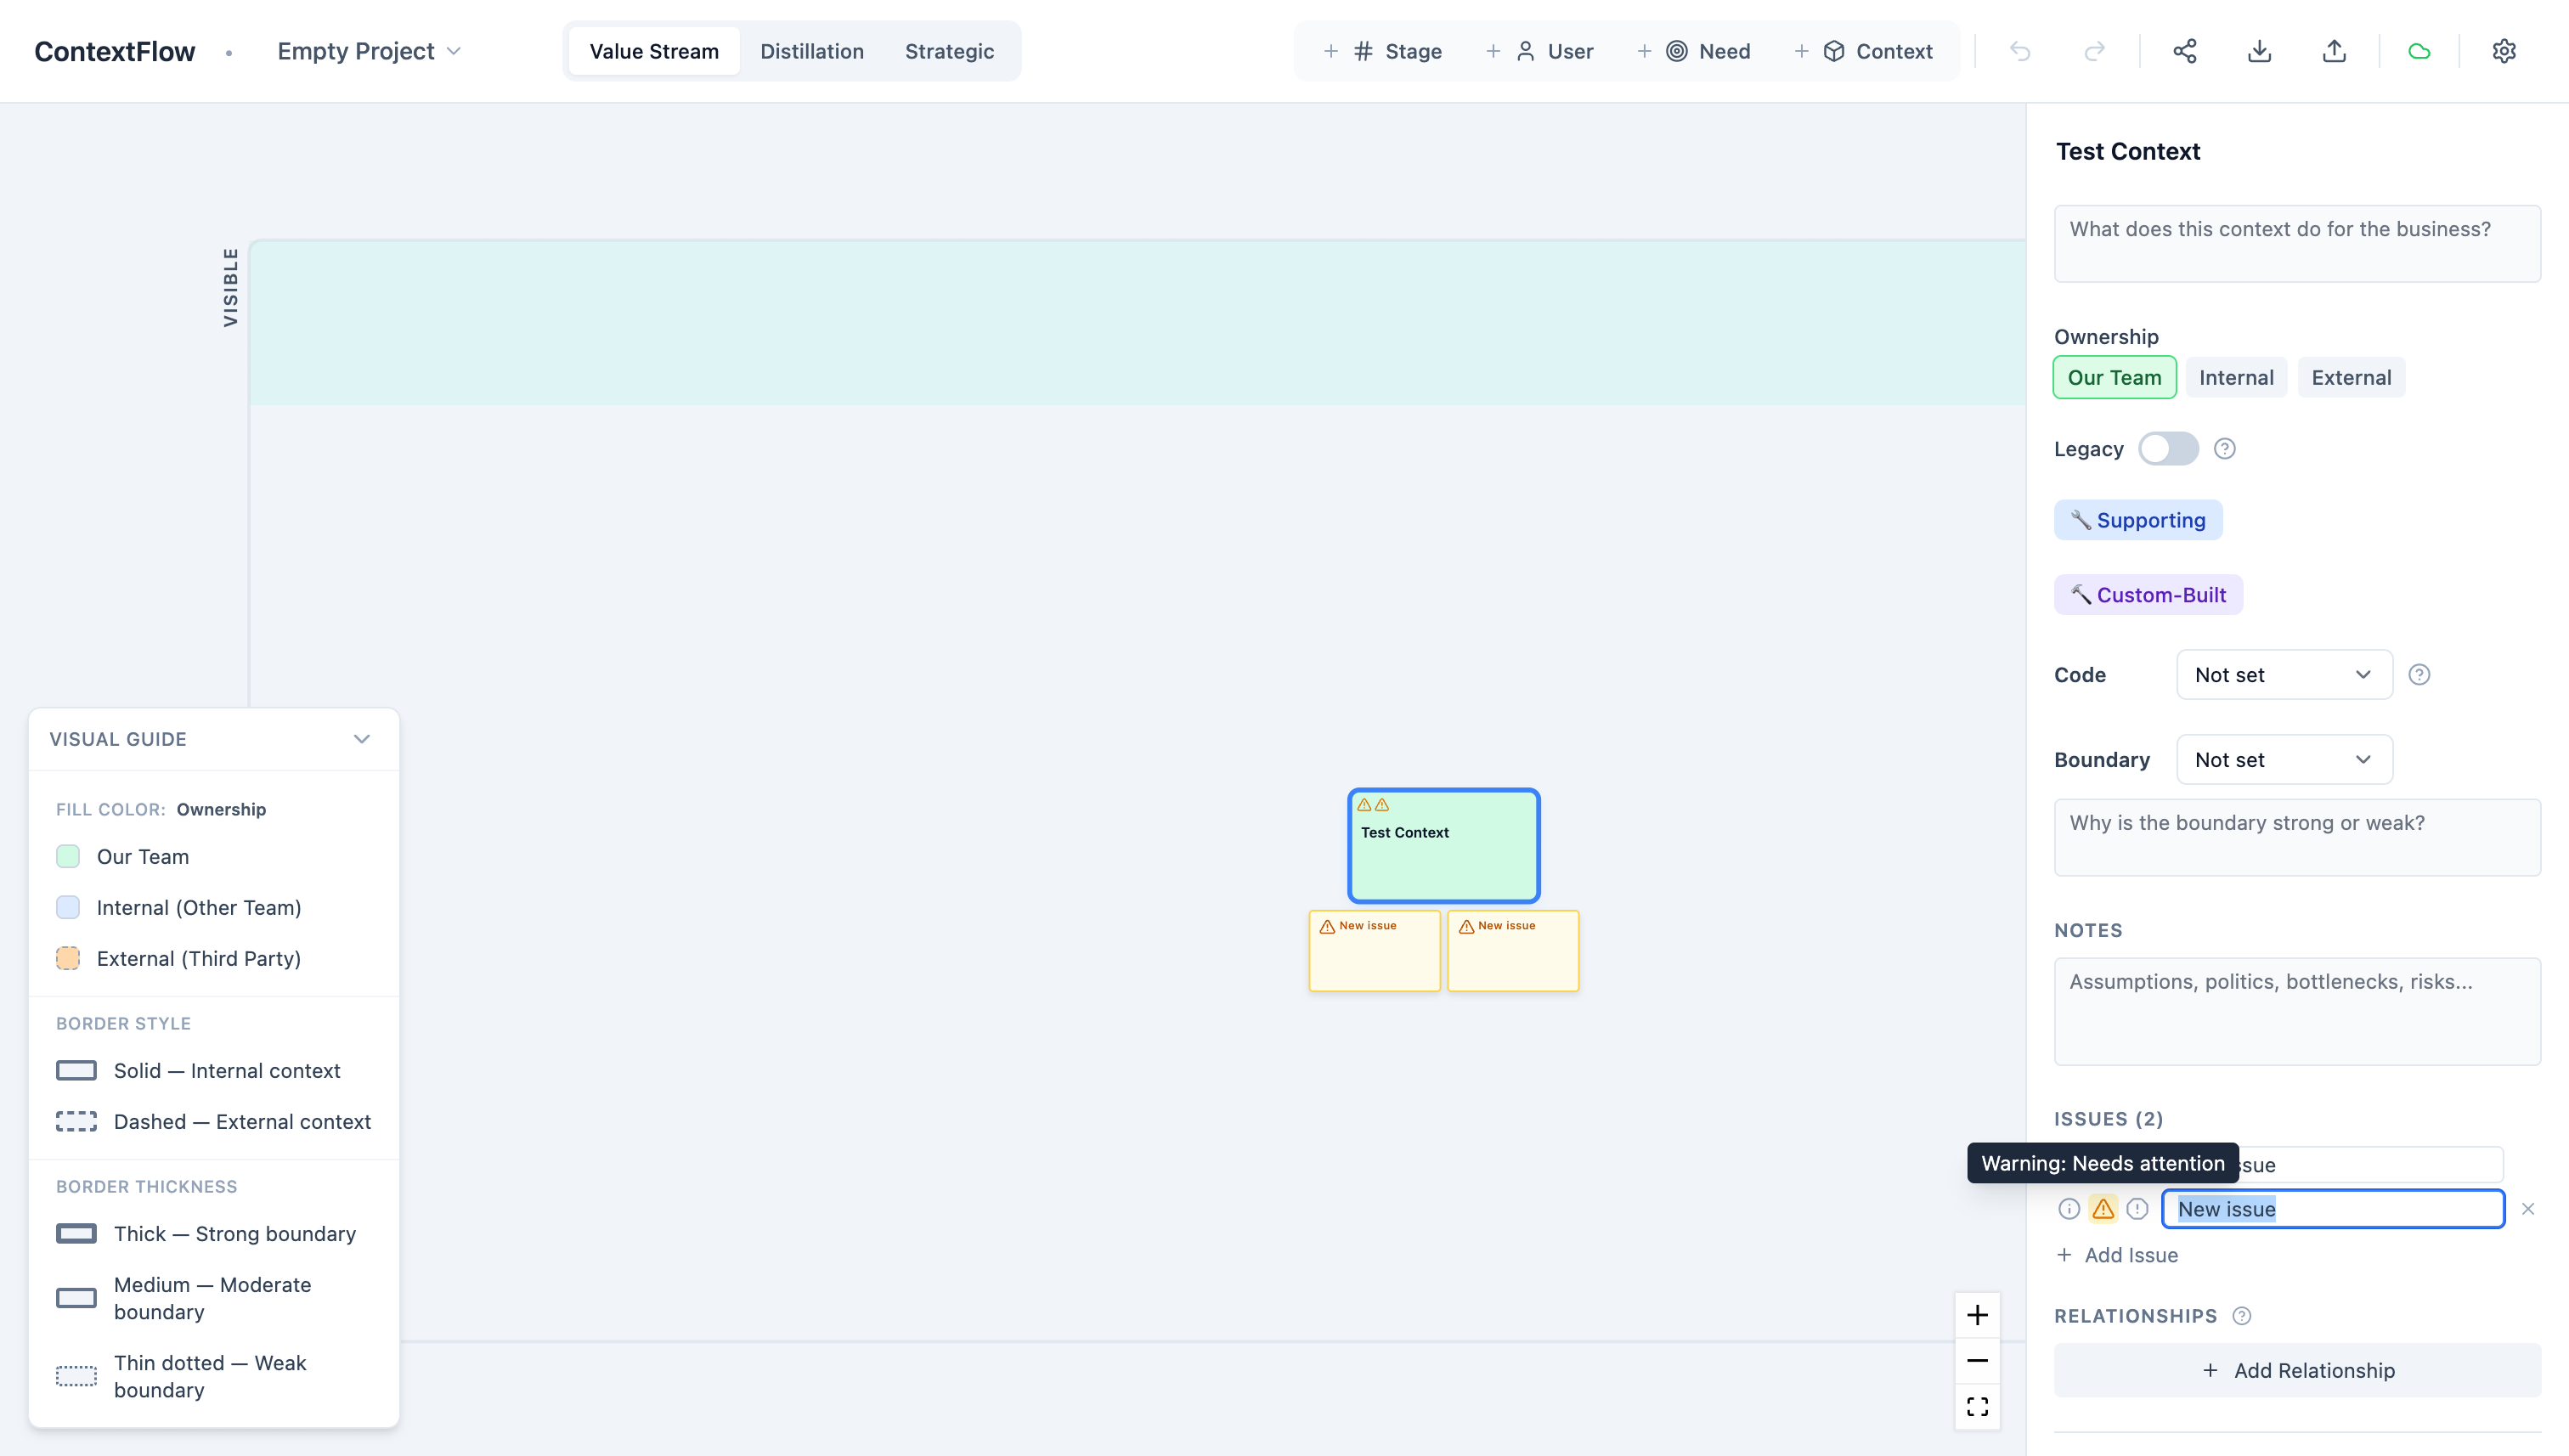 ContextFlow
Empty Project
Value Stream
Distillation
Strategic
Stage
User
Need
Context
VISIBLE
Test Context
New issue
New issue
VISUAL GUIDE
FILL COLOR: Ownership
Our Team
Internal (Other Team)
External (Third Party)
BORDER STYLE
Solid — Internal context
Dashed — External context
BORDER THICKNESS
Thick — Strong boundary
Medium — Moderate
boundary
Thin dotted — Weak
boundary
Test Context
What does this context do for the business?
Ownership
Our Team
Internal
External
Legacy
Supporting
Custom-Built
Code
Not set
Boundary
Not set
Why is the boundary strong or weak?
NOTES
Assumptions, politics, bottlenecks, risks...
ISSUES (2)
Warning: Needs attention
New issue
Add Issue
RELATIONSHIPS
Add Relationship